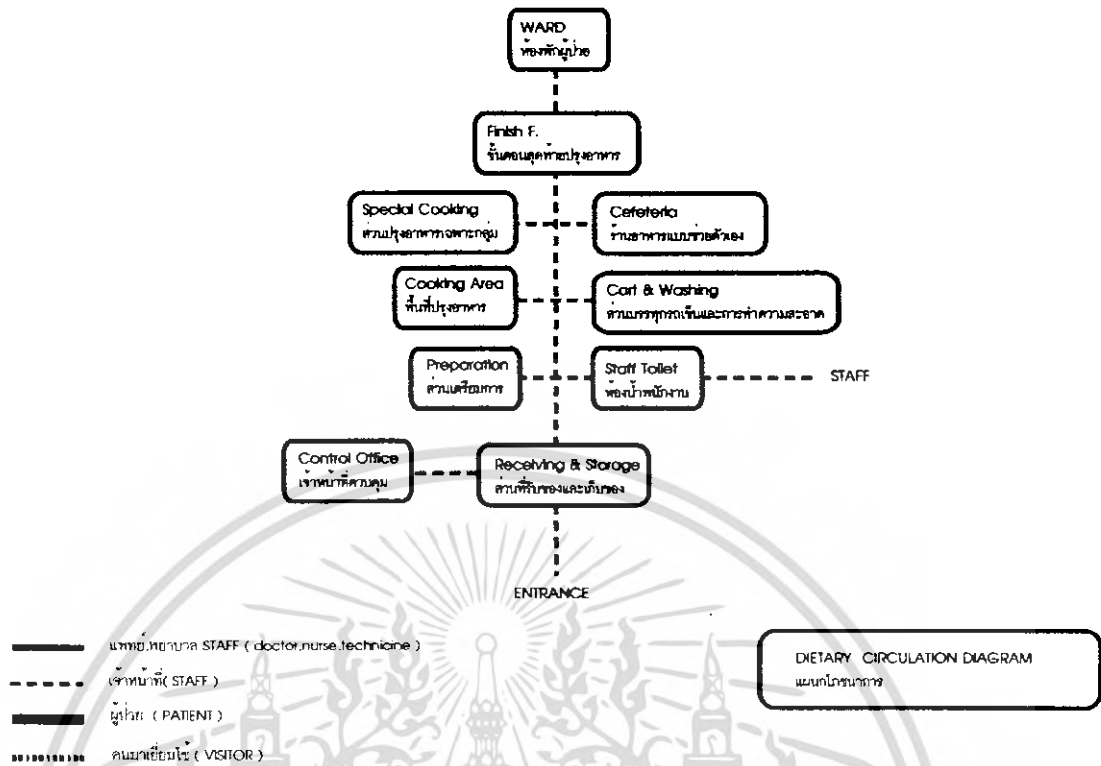 WARD
ห้องพักผู้ป่วย
Finish F.
ขั้นตอนสุดท้ายปรุงอาหาร
Special Cooking
ส่วนปรุงอาหารเฉพาะกลุ่ม
Cefeteria
ร้านอาหารแบบช่วยตัวเอง
Cooking Area
พื้นที่ปรุงอาหาร
Cart & Washing
ส่วนบรรทุกรถเข็นและการทำความสะอาด
Preparation
ส่วนเตรียมการ
Staff Toilet
ห้องน้ำพนักงาน
STAFF
Control Office
เจ้าหน้าที่ควบคุม
Receiving & Storage
ส่วนที่รับของและเก็บของ
ENTRANCE
แพทย์,พยาบาล STAFF ( doctor,nurse,technicine )
เจ้าหน้าที่( STAFF )
ผู้ป่วย ( PATIENT )
คนมาเยี่ยมไข้ ( VISITOR )
DIETARY CIRCULATION DIAGRAM
แผนกโภชนาการ